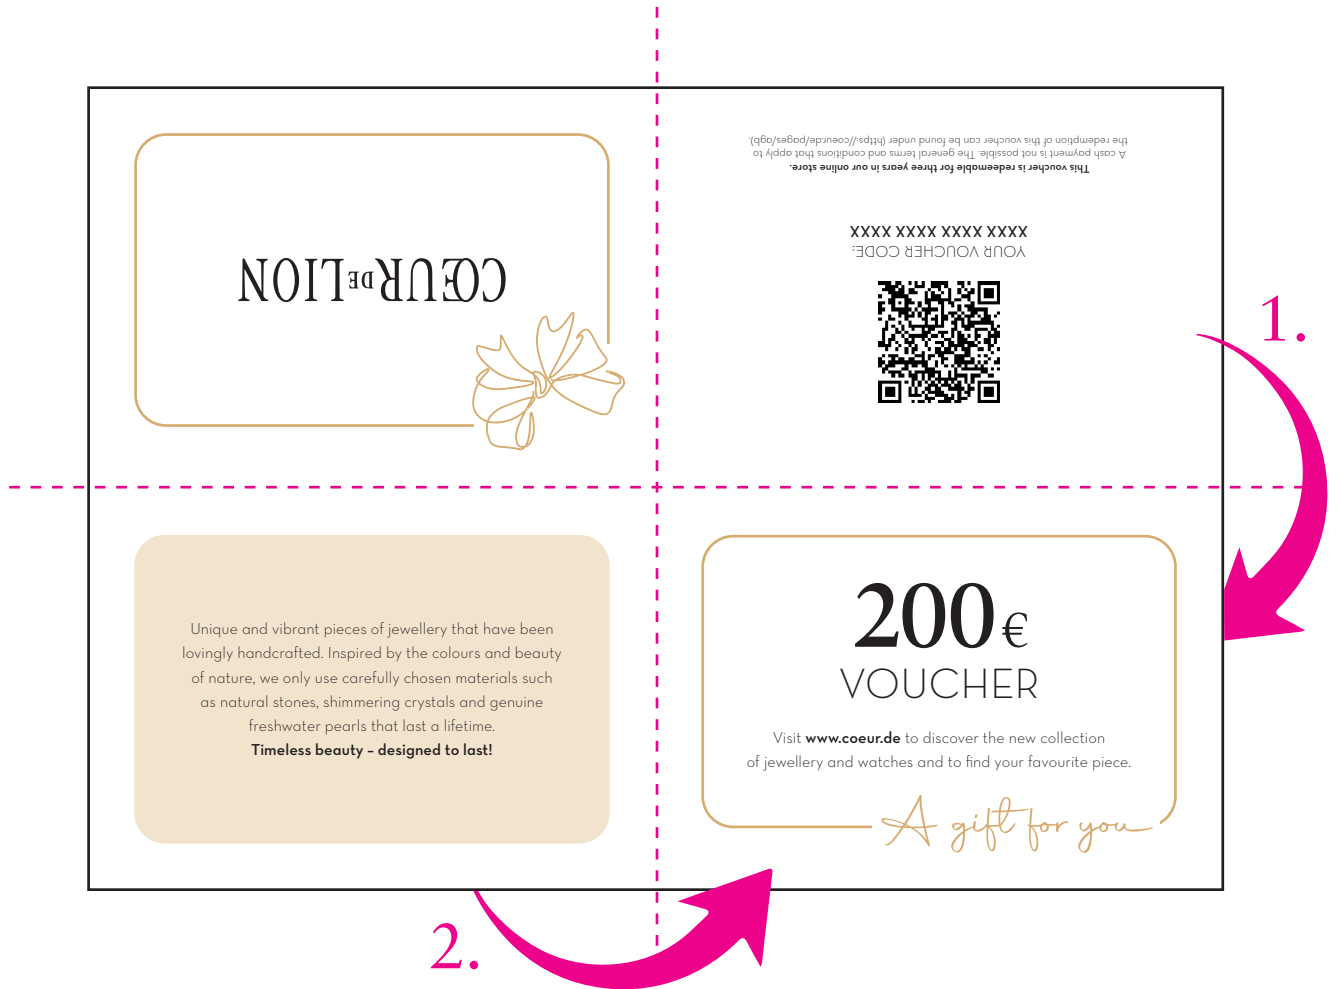 CŒUR DE LION
This voucher is redeemable for three years in our online store.
A cash payment is not possible. The general terms and conditions that apply to
the redemption of this voucher can be found under (https://coeur.de/pages/agb).
YOUR VOUCHER CODE:
XXXX XXXX XXXX XXXX
1.
Unique and vibrant pieces of jewellery that have been
lovingly handcrafted. Inspired by the colours and beauty
of nature, we only use carefully chosen materials such
as natural stones, shimmering crystals and genuine
freshwater pearls that last a lifetime.
Timeless beauty – designed to last!
200 €
VOUCHER
Visit www.coeur.de to discover the new collection
of jewellery and watches and to find your favourite piece.
A gift for you
2.